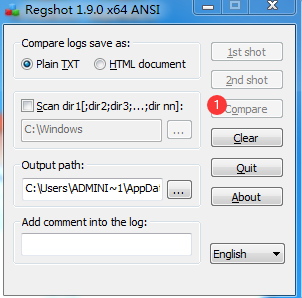 Regshot 1.9.0 x64 ANSI
Compare logs save as:
Plain TXT
HTML document
1st shot
2nd shot
Scan dir1[;dir2;dir3;...;dir nn]:
1
Compare
C:\Windows
...
Clear
Output path:
Quit
C:\Users\ADMINI~1\AppDat
...
About
Add comment into the log:
English